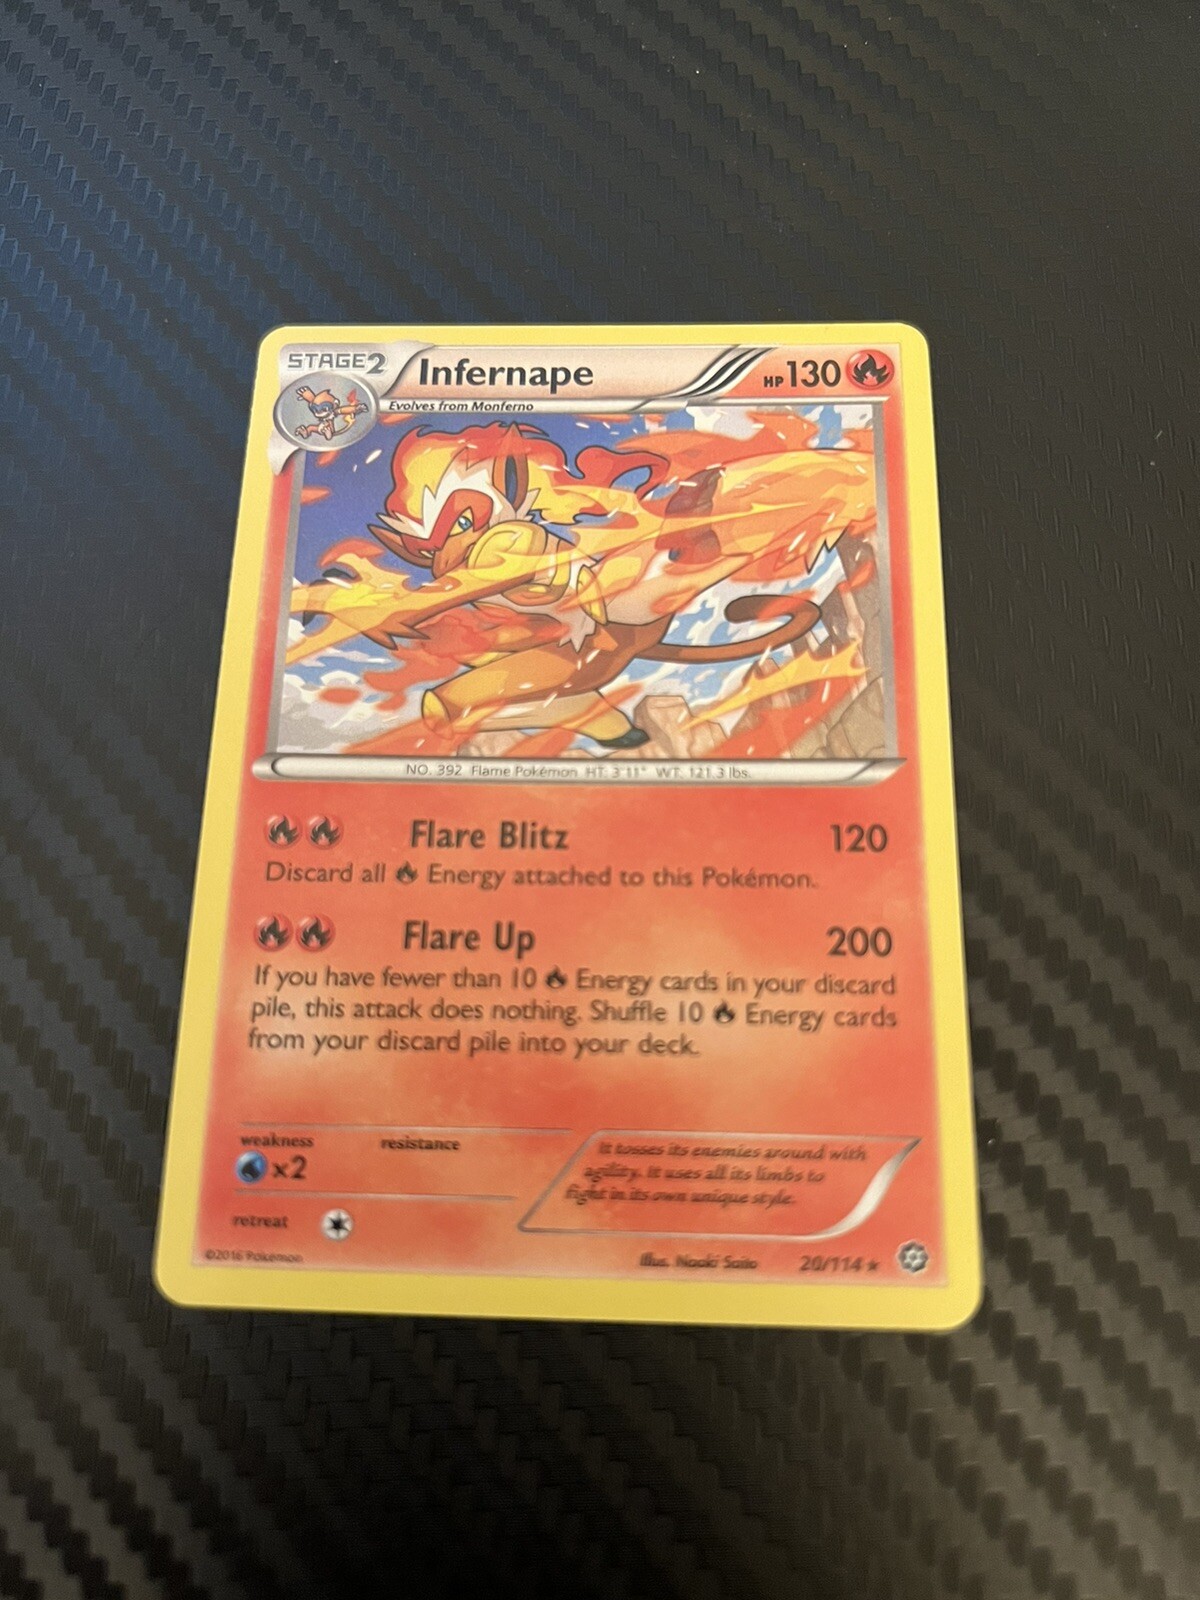 STAGE2 Infernape HP130
Evolves from Monferno
NO. 392 Flame Pokémon HT: 3'11" WT: 121.3 lbs.
Flare Blitz 120
Discard all Energy attached to this Pokémon.
Flare Up 200
If you have fewer than 10 Energy cards in your discard
pile, this attack does nothing. Shuffle 10 Energy cards
from your discard pile into your deck.
weakness resistance
x2
It tosses its enemies around with
agility. It uses all its limbs to
fight in its own unique style.
retreat
©2016 Pokémon Illus. Naoki Saito 20/114 ★